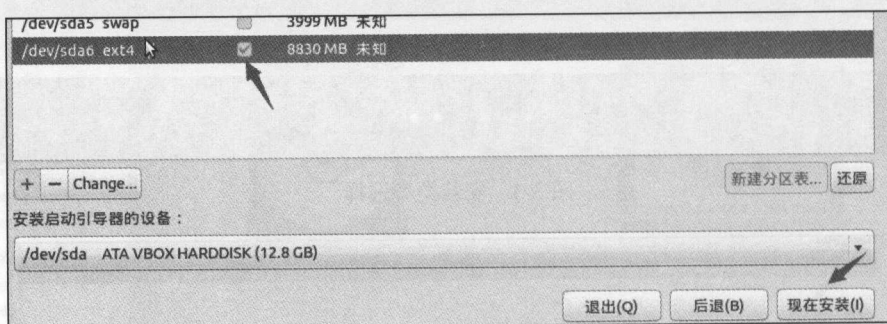 /dev/sda5 swap 3999 MB 未知
/dev/sda6 ext4 8830 MB 未知
+ − Change... 新建分区表... 还原
安装启动引导器的设备：
/dev/sda ATA VBOX HARDDISK (12.8 GB)
退出(Q) 后退(B) 现在安装(I)